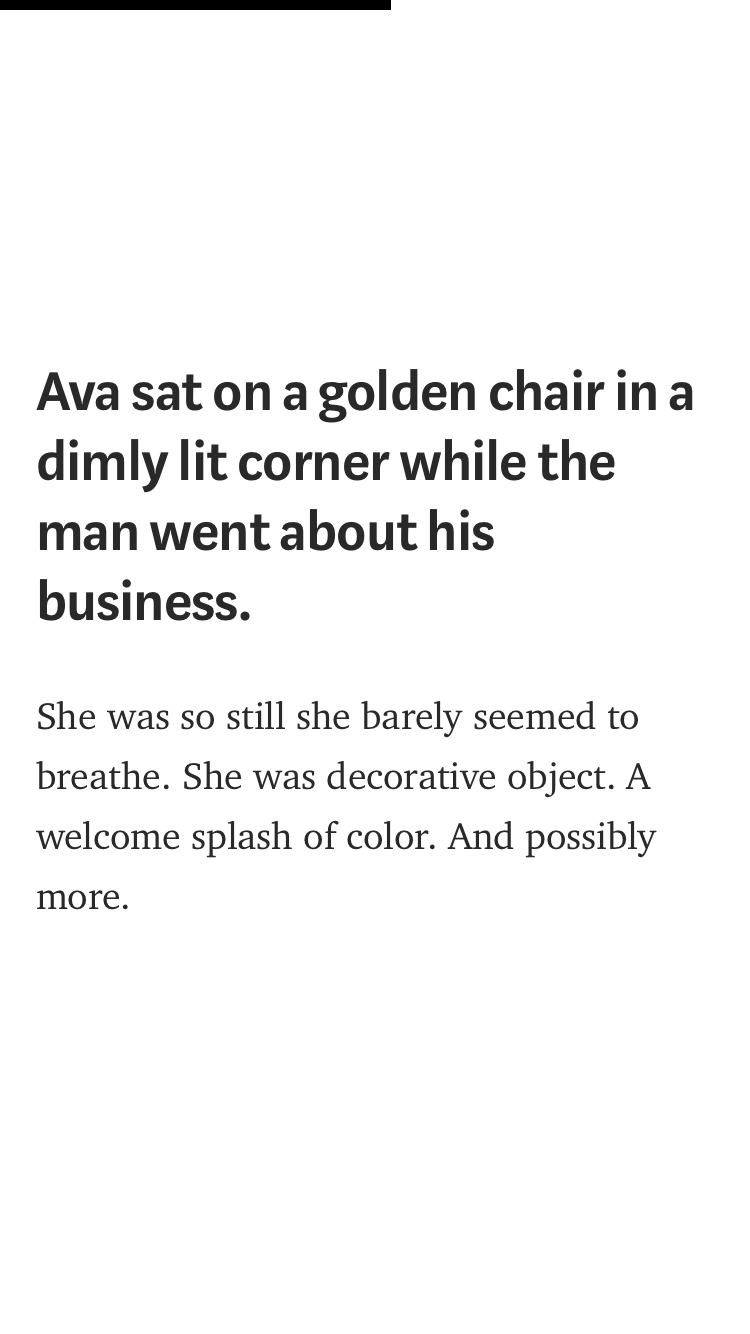 Ava sat on a golden chair in a
dimly lit corner while the
man went about his
business.
She was so still she barely seemed to
breathe. She was decorative object. A
welcome splash of color. And possibly
more.